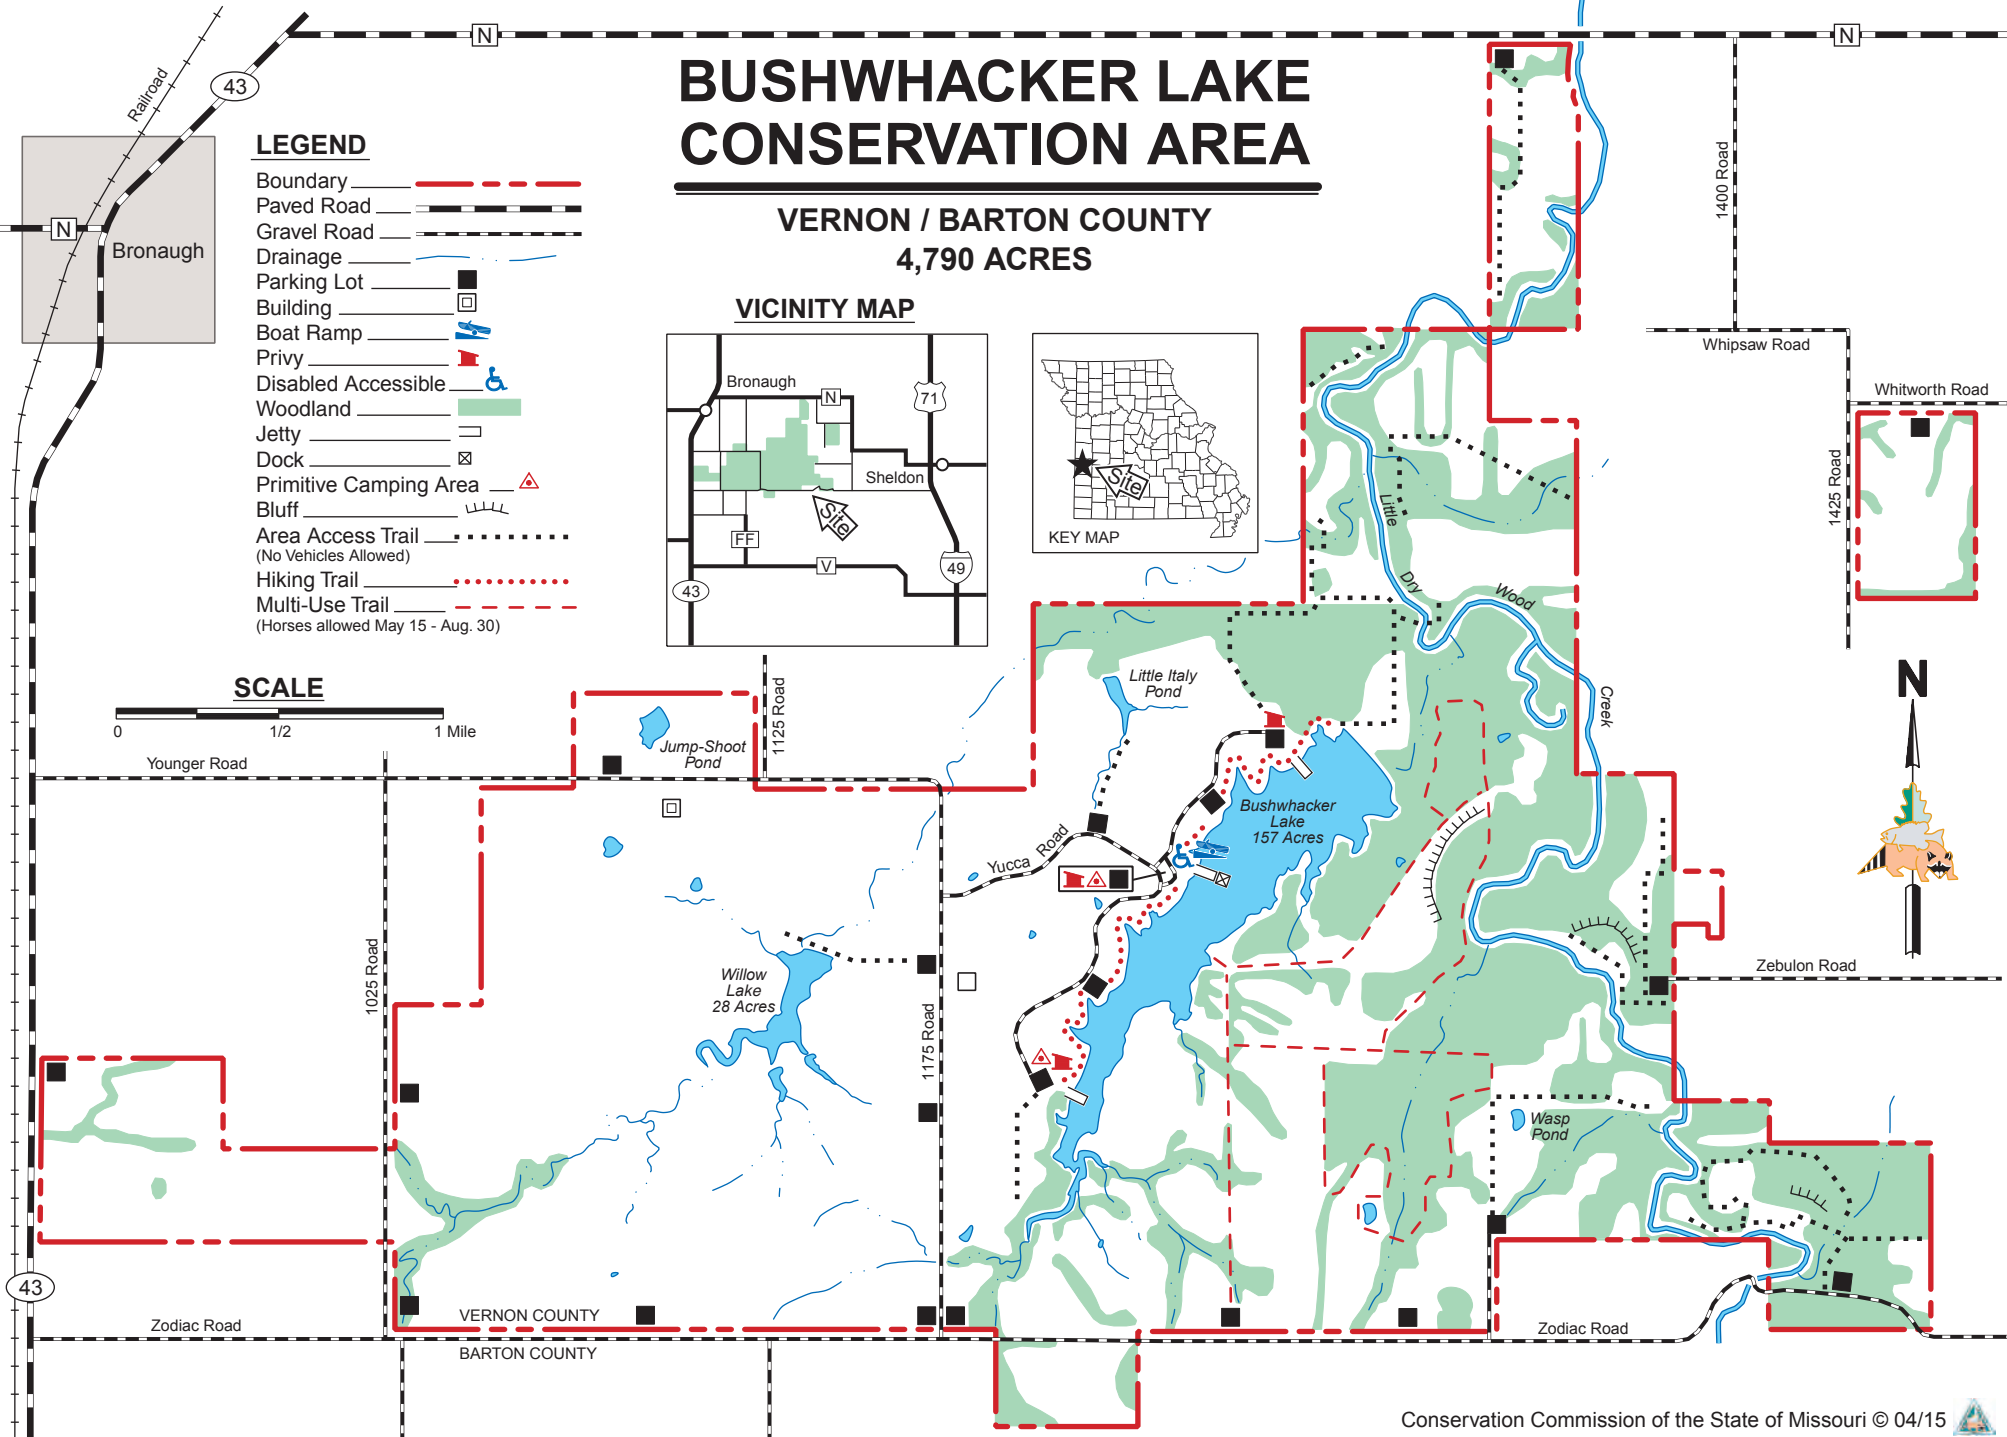 BUSHWHACKER LAKE
CONSERVATION AREA
VERNON / BARTON COUNTY
4,790 ACRES
N
N
43
Railroad
N
Bronaugh
LEGEND
Boundary
Paved Road
Gravel Road
Drainage
Parking Lot
Building
Boat Ramp
Privy
Disabled Accessible
Woodland
Jetty
Dock
Primitive Camping Area
Bluff
Area Access Trail
(No Vehicles Allowed)
Hiking Trail
Multi-Use Trail
(Horses allowed May 15 - Aug. 30)
SCALE
0
1/2
1 Mile
VICINITY MAP
Bronaugh
N
71
Sheldon
Site
FF
V
43
49
Site
KEY MAP
1400 Road
Whipsaw Road
Whitworth Road
1425 Road
Little
Dry
Wood
Creek
N
Little Italy
Pond
1125 Road
Jump-Shoot
Pond
Younger Road
Bushwhacker
Lake
157 Acres
Yucca Road
1025 Road
Willow
Lake
28 Acres
1175 Road
Zebulon Road
Wasp
Pond
43
Zodiac Road
VERNON COUNTY
BARTON COUNTY
Zodiac Road
Conservation Commission of the State of Missouri © 04/15